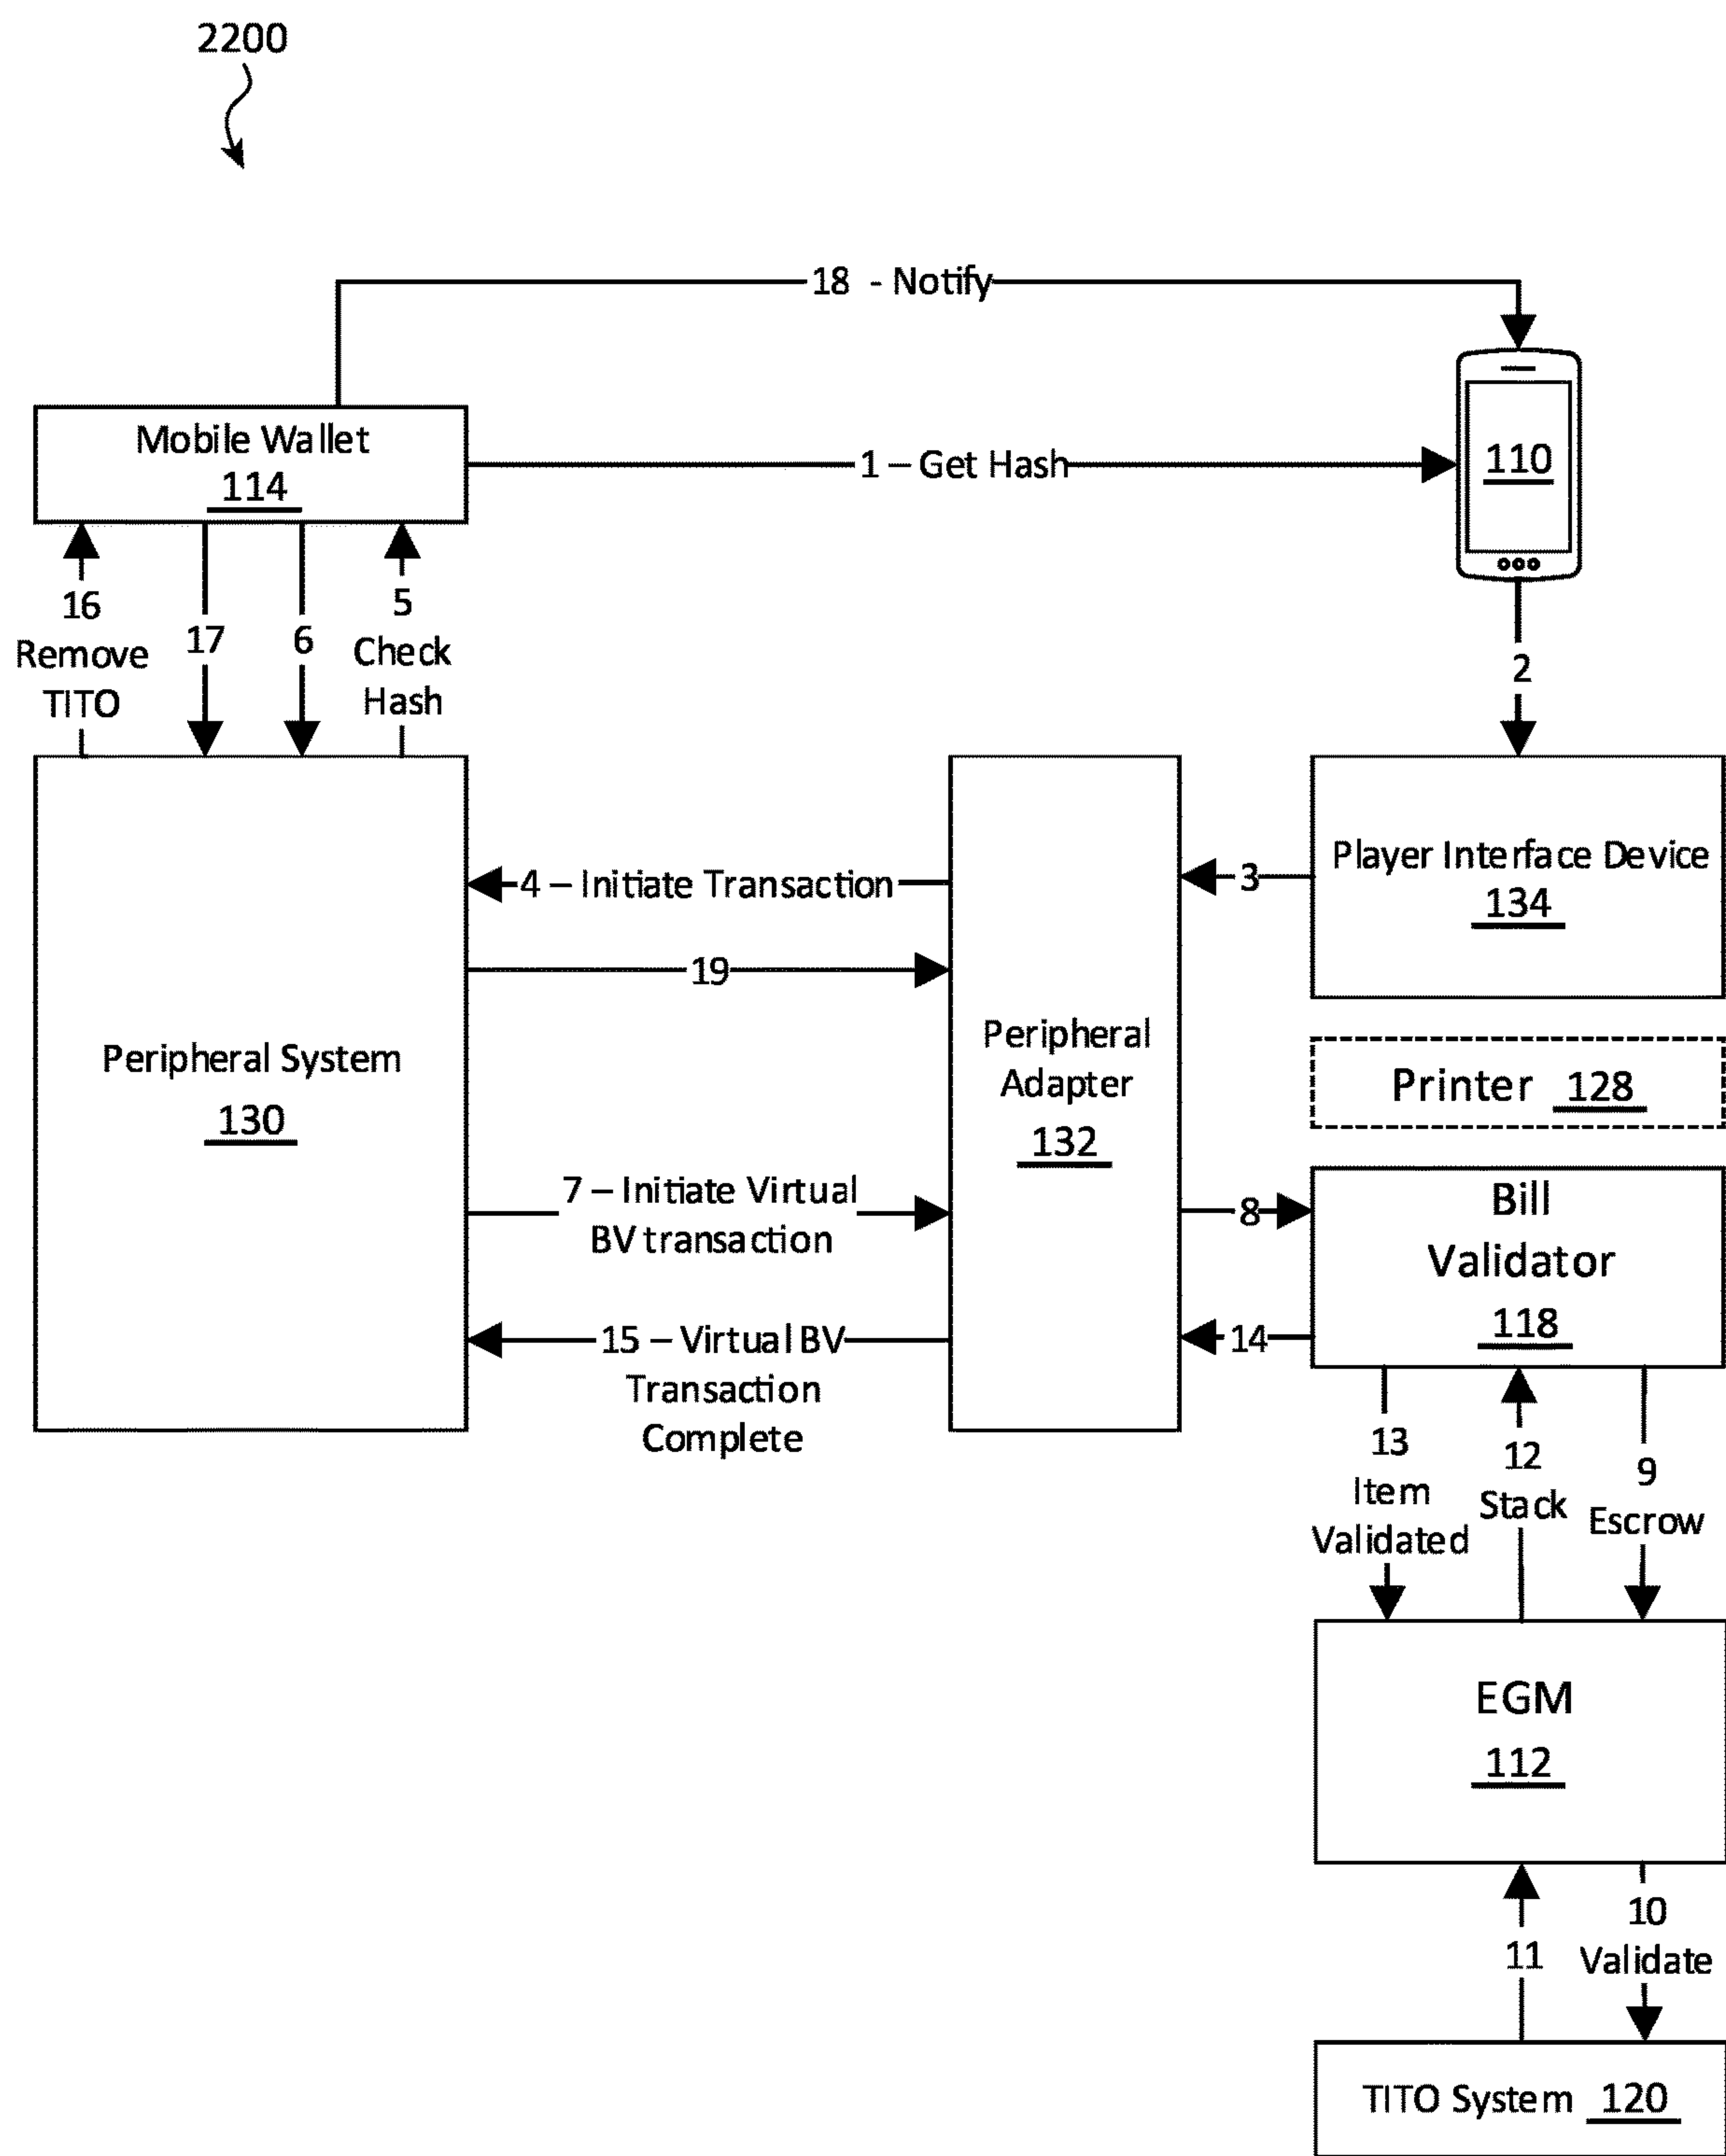 2200
18 - Notify
Mobile Wallet
114
1 – Get Hash
110
16
Remove
TITO
17
6
5
Check
Hash
2
4 – Initiate Transaction
3
Player Interface Device
134
19
Peripheral System
130
Peripheral
Adapter
132
Printer 128
7 – Initiate Virtual
BV transaction
8
Bill
Validator
118
15 – Virtual BV
Transaction
Complete
14
13
Item
Validated
12
Stack
9
Escrow
EGM
112
11
10
Validate
TITO System 120